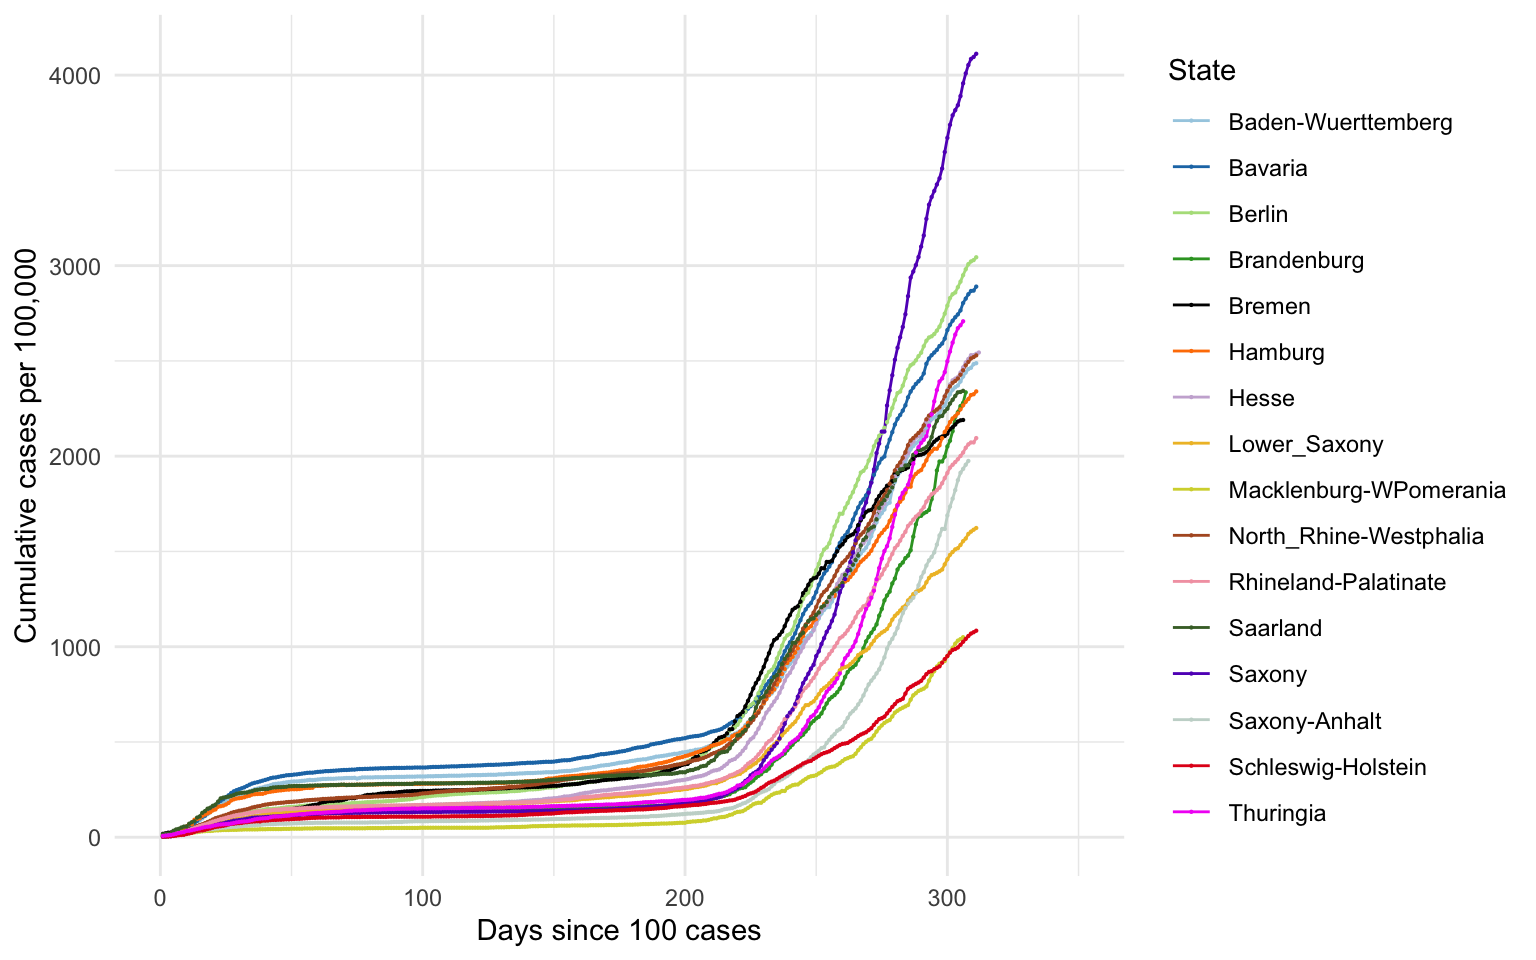 Cumulative cases per 100,000
4000
3000
2000
1000
0
0 100 200 300
Days since 100 cases
State
Baden-Wuerttemberg
Bavaria
Berlin
Brandenburg
Bremen
Hamburg
Hesse
Lower_Saxony
Macklenburg-WPomerania
North_Rhine-Westphalia
Rhineland-Palatinate
Saarland
Saxony
Saxony-Anhalt
Schleswig-Holstein
Thuringia